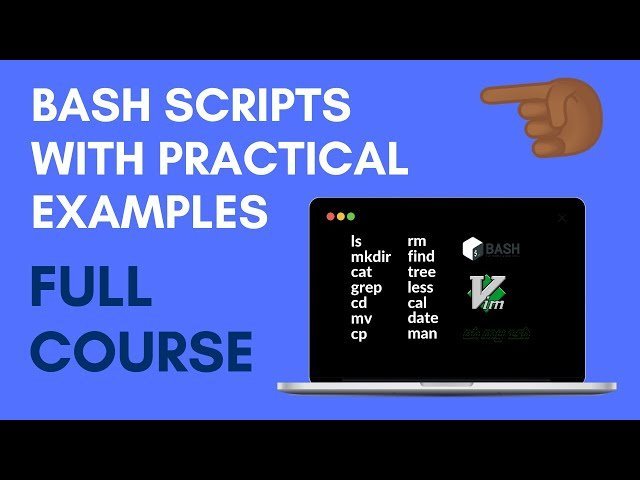 BASH SCRIPTS
WITH PRACTICAL
EXAMPLES
FULL
COURSE
ls
mkdir
cat
grep
cd
mv
cp
rm
find
tree
less
cal
date
man
BASH
Vim